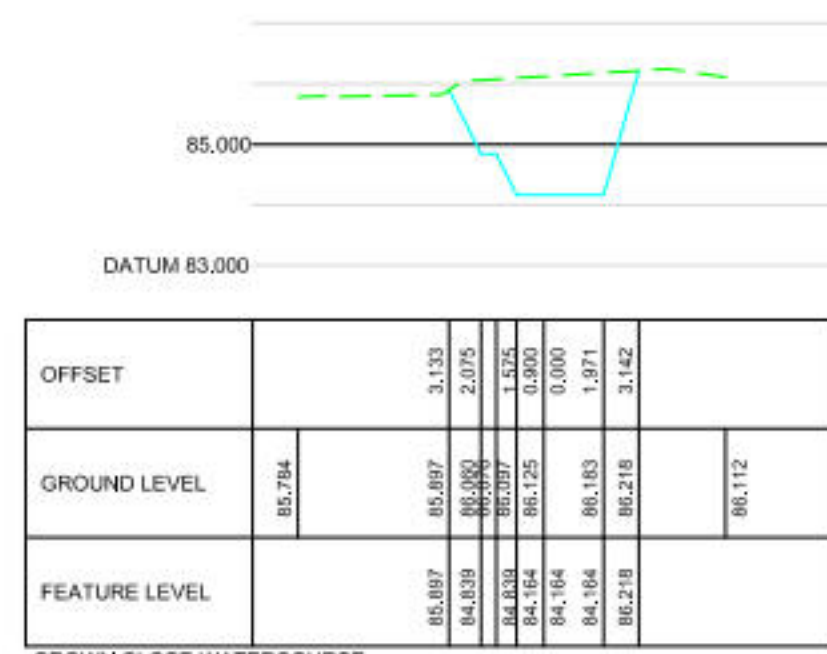 85.000
DATUM 83.000
OFFSET 3.133 2.075 1.575 0.900 0.000 1.971 3.142
GROUND LEVEL 85.784 85.897 86.080 86.097 86.125 86.183 86.218 86.112
FEATURE LEVEL 85.897 84.839 84.839 84.164 84.164 84.164 86.218